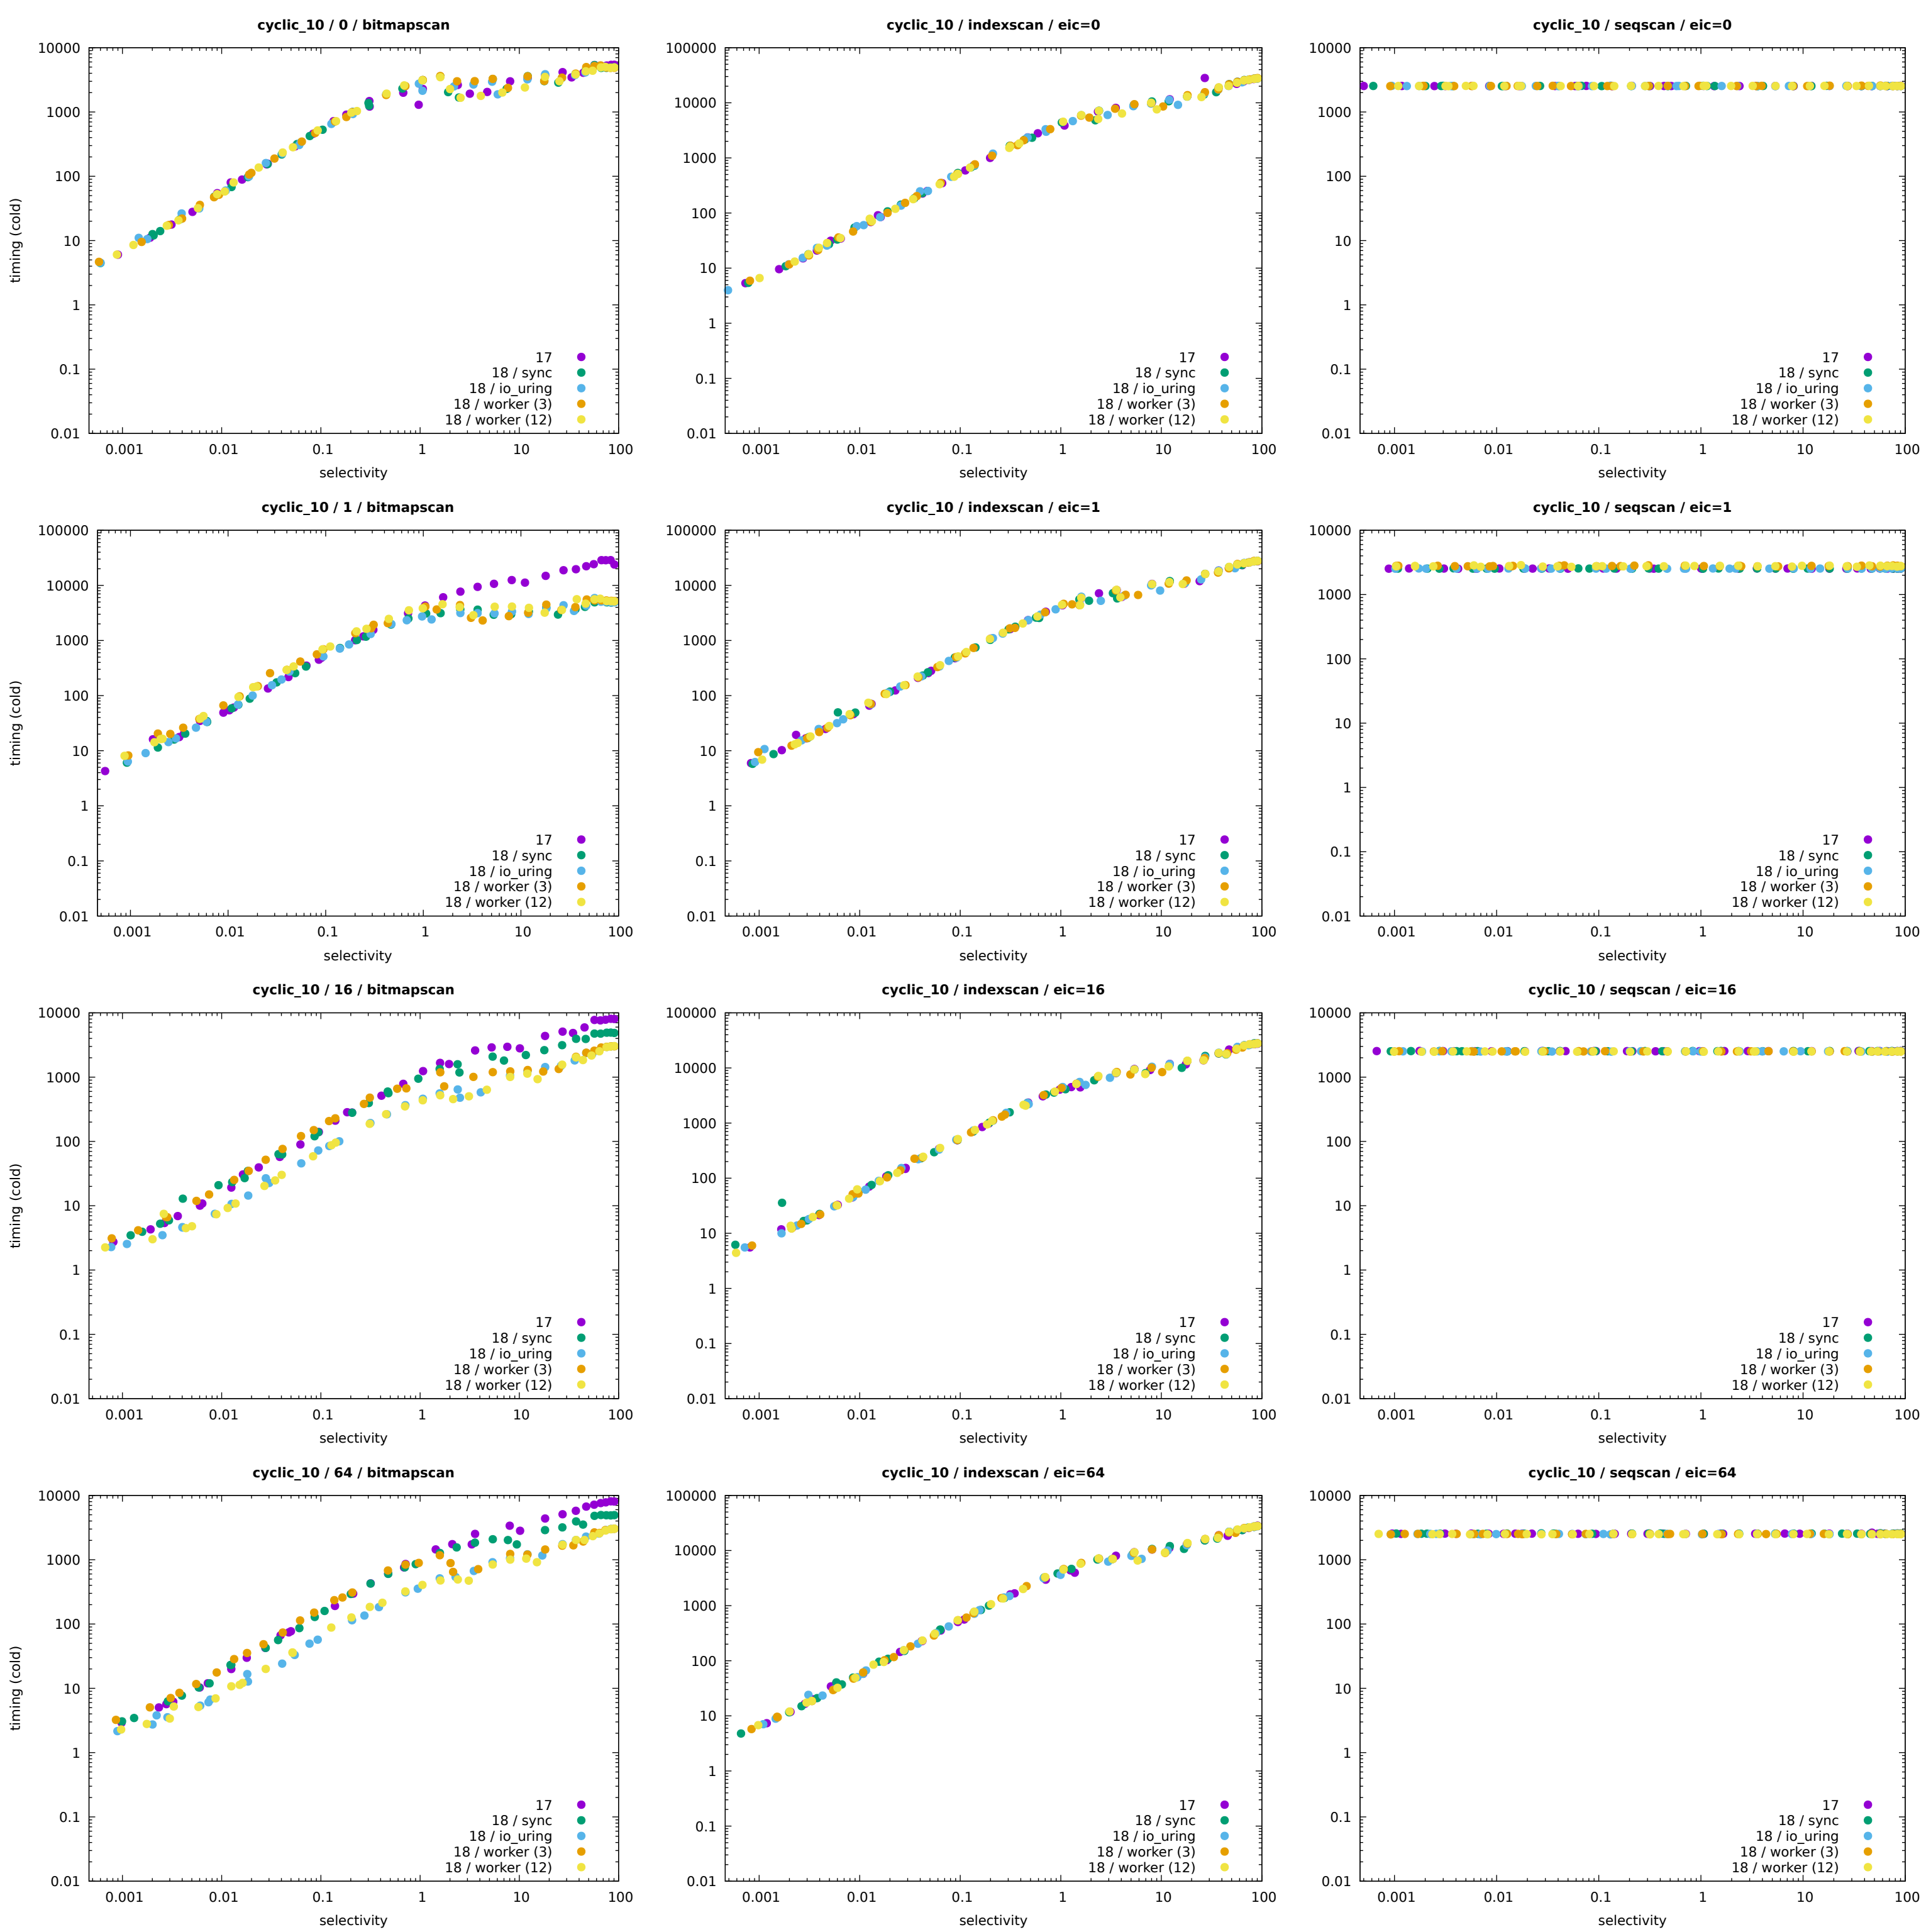 cyclic_10 / 0 / bitmapscan
10000
1000
100
10
1
0.1
0.01
timing (cold)
17
18 / sync
18 / io_uring
18 / worker (3)
18 / worker (12)
0.001 0.01 0.1 1 10 100
selectivity
cyclic_10 / indexscan / eic=0
100000
10000
1000
100
10
1
0.1
0.01
17
18 / sync
18 / io_uring
18 / worker (3)
18 / worker (12)
0.001 0.01 0.1 1 10 100
selectivity
cyclic_10 / seqscan / eic=0
10000
1000
100
10
1
0.1
0.01
17
18 / sync
18 / io_uring
18 / worker (3)
18 / worker (12)
0.001 0.01 0.1 1 10 100
selectivity
cyclic_10 / 1 / bitmapscan
100000
10000
1000
100
10
1
0.1
0.01
timing (cold)
17
18 / sync
18 / io_uring
18 / worker (3)
18 / worker (12)
0.001 0.01 0.1 1 10 100
selectivity
cyclic_10 / indexscan / eic=1
100000
10000
1000
100
10
1
0.1
0.01
17
18 / sync
18 / io_uring
18 / worker (3)
18 / worker (12)
0.001 0.01 0.1 1 10 100
selectivity
cyclic_10 / seqscan / eic=1
10000
1000
100
10
1
0.1
0.01
17
18 / sync
18 / io_uring
18 / worker (3)
18 / worker (12)
0.001 0.01 0.1 1 10 100
selectivity
cyclic_10 / 16 / bitmapscan
10000
1000
100
10
1
0.1
0.01
timing (cold)
17
18 / sync
18 / io_uring
18 / worker (3)
18 / worker (12)
0.001 0.01 0.1 1 10 100
selectivity
cyclic_10 / indexscan / eic=16
100000
10000
1000
100
10
1
0.1
0.01
17
18 / sync
18 / io_uring
18 / worker (3)
18 / worker (12)
0.001 0.01 0.1 1 10 100
selectivity
cyclic_10 / seqscan / eic=16
10000
1000
100
10
1
0.1
0.01
17
18 / sync
18 / io_uring
18 / worker (3)
18 / worker (12)
0.001 0.01 0.1 1 10 100
selectivity
cyclic_10 / 64 / bitmapscan
10000
1000
100
10
1
0.1
0.01
timing (cold)
17
18 / sync
18 / io_uring
18 / worker (3)
18 / worker (12)
0.001 0.01 0.1 1 10 100
selectivity
cyclic_10 / indexscan / eic=64
100000
10000
1000
100
10
1
0.1
0.01
17
18 / sync
18 / io_uring
18 / worker (3)
18 / worker (12)
0.001 0.01 0.1 1 10 100
selectivity
cyclic_10 / seqscan / eic=64
10000
1000
100
10
1
0.1
0.01
17
18 / sync
18 / io_uring
18 / worker (3)
18 / worker (12)
0.001 0.01 0.1 1 10 100
selectivity